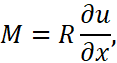 M = R ∂u/∂x,